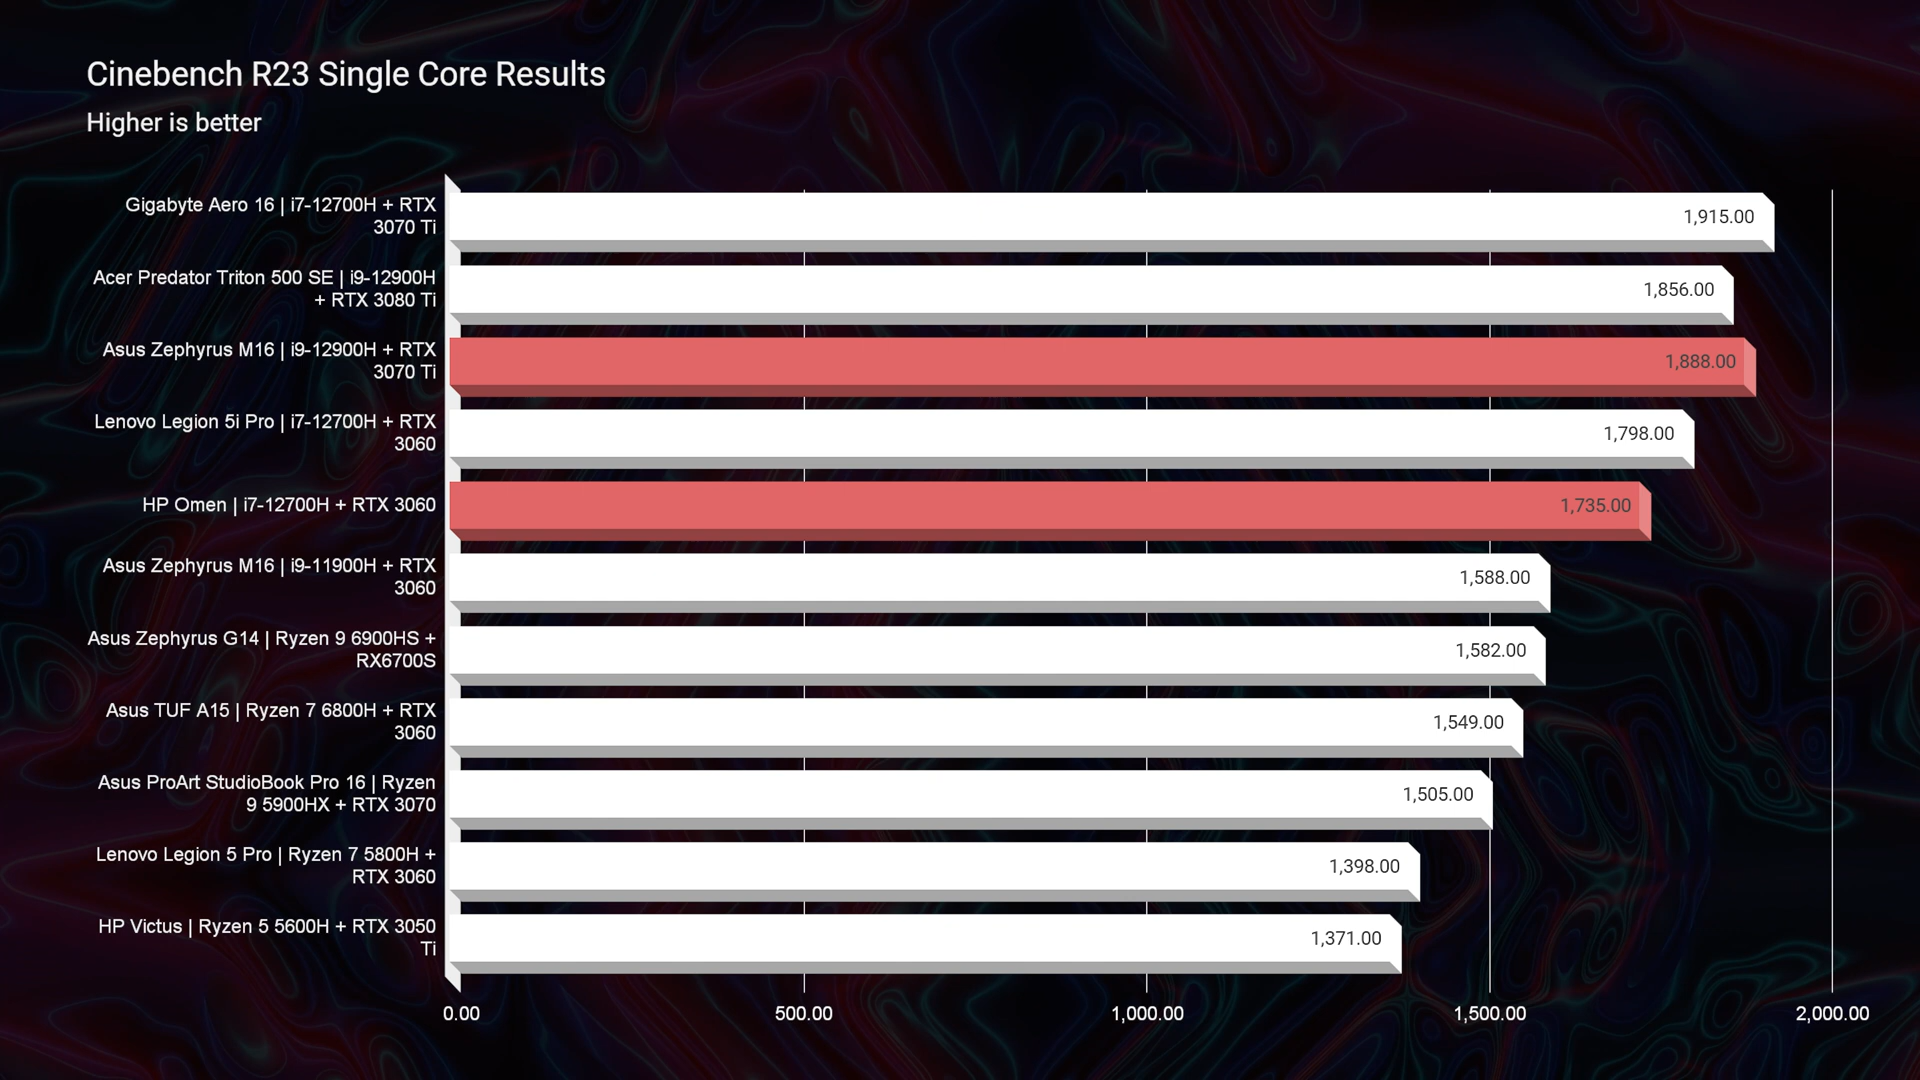 Cinebench R23 Single Core Results
Higher is better
Gigabyte Aero 16 | i7-12700H + RTX
3070 Ti
1,915.00
Acer Predator Triton 500 SE | i9-12900H
+ RTX 3080 Ti
1,856.00
Asus Zephyrus M16 | i9-12900H + RTX
3070 Ti
1,888.00
Lenovo Legion 5i Pro | i7-12700H + RTX
3060
1,798.00
HP Omen | i7-12700H + RTX 3060
1,735.00
Asus Zephyrus M16 | i9-11900H + RTX
3060
1,588.00
Asus Zephyrus G14 | Ryzen 9 6900HS +
RX6700S
1,582.00
Asus TUF A15 | Ryzen 7 6800H + RTX
3060
1,549.00
Asus ProArt StudioBook Pro 16 | Ryzen
9 5900HX + RTX 3070
1,505.00
Lenovo Legion 5 Pro | Ryzen 7 5800H +
RTX 3060
1,398.00
HP Victus | Ryzen 5 5600H + RTX 3050
Ti
1,371.00
0.00 500.00 1,000.00 1,500.00 2,000.00